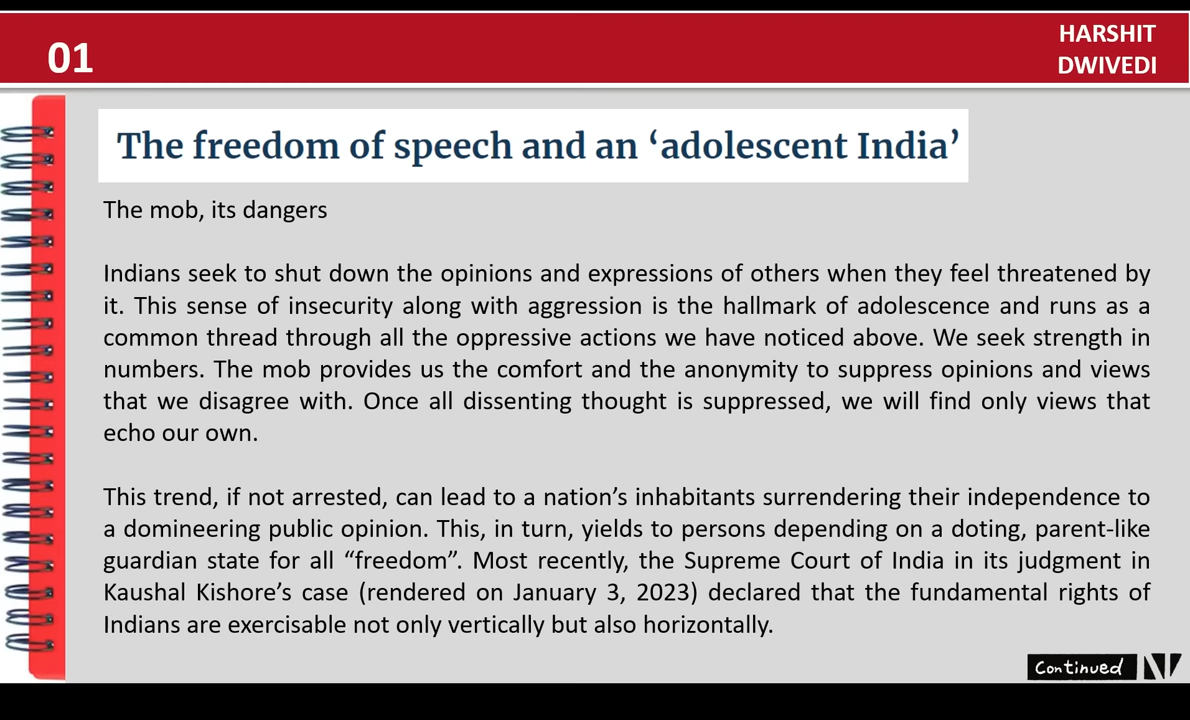 01
HARSHIT
DWIVEDI
The freedom of speech and an ‘adolescent India’
The mob, its dangers
Indians seek to shut down the opinions and expressions of others when they feel threatened by
it. This sense of insecurity along with aggression is the hallmark of adolescence and runs as a
common thread through all the oppressive actions we have noticed above. We seek strength in
numbers. The mob provides us the comfort and the anonymity to suppress opinions and views
that we disagree with. Once all dissenting thought is suppressed, we will find only views that
echo our own.
This trend, if not arrested, can lead to a nation’s inhabitants surrendering their independence to
a domineering public opinion. This, in turn, yields to persons depending on a doting, parent-like
guardian state for all “freedom”. Most recently, the Supreme Court of India in its judgment in
Kaushal Kishore’s case (rendered on January 3, 2023) declared that the fundamental rights of
Indians are exercisable not only vertically but also horizontally.
Continued